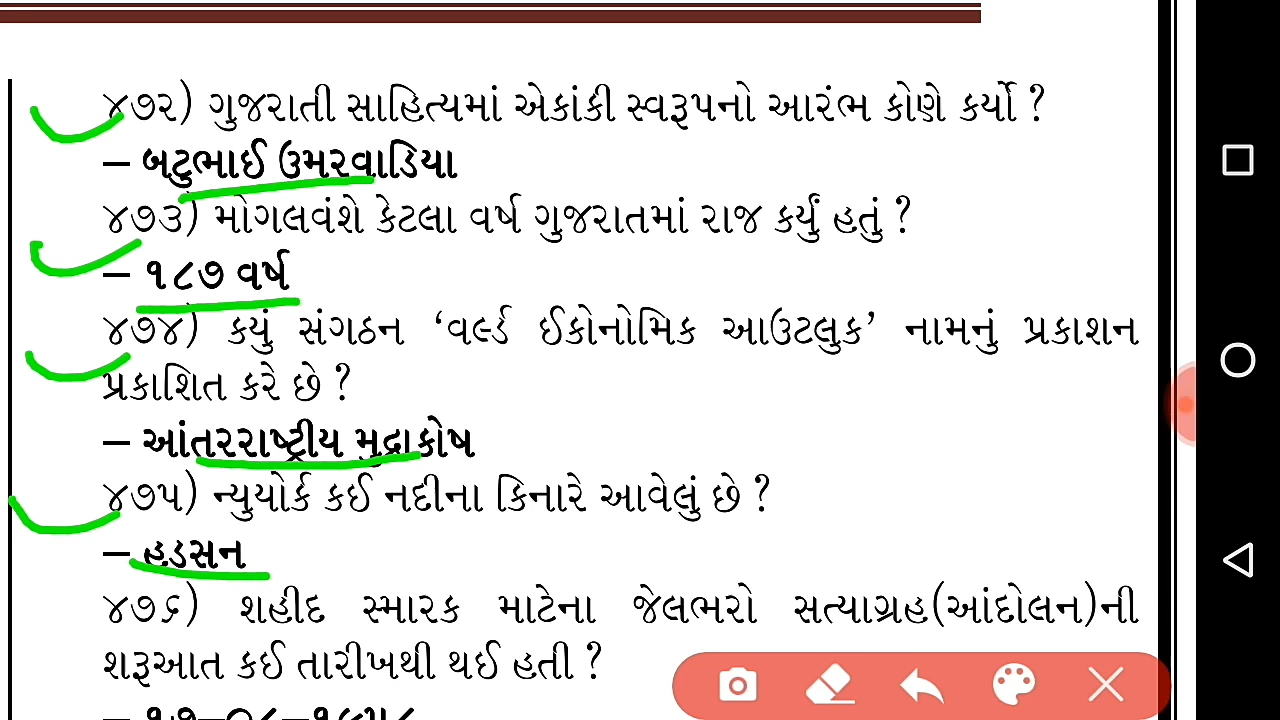 ૪૭૨) ગુજરાતી સાહિત્યમાં એકાંકી સ્વરૂપનો આરંભ કોણે કર્યો ?
– બટુભાઈ ઉમરવાડિયા
૪૭૩) મોગલવંશે કેટલા વર્ષ ગુજરાતમાં રાજ કર્યું હતું ?
– ૧૮૭ વર્ષ
૪૭૪) કયું સંગઠન ‘વર્લ્ડ ઈકોનોમિક આઉટલુક’ નામનું પ્રકાશન
પ્રકાશિત કરે છે ?
– આંતરરાષ્ટ્રીય મુદ્રાકોષ
૪૭૫) ન્યુયોર્ક કઈ નદીના કિનારે આવેલું છે ?
– હડસન
૪૭૬) શહીદ સ્મારક માટેના જેલભરો સત્યાગ્રહ(આંદોલન)ની
શરૂઆત કઈ તારીખથી થઈ હતી ?